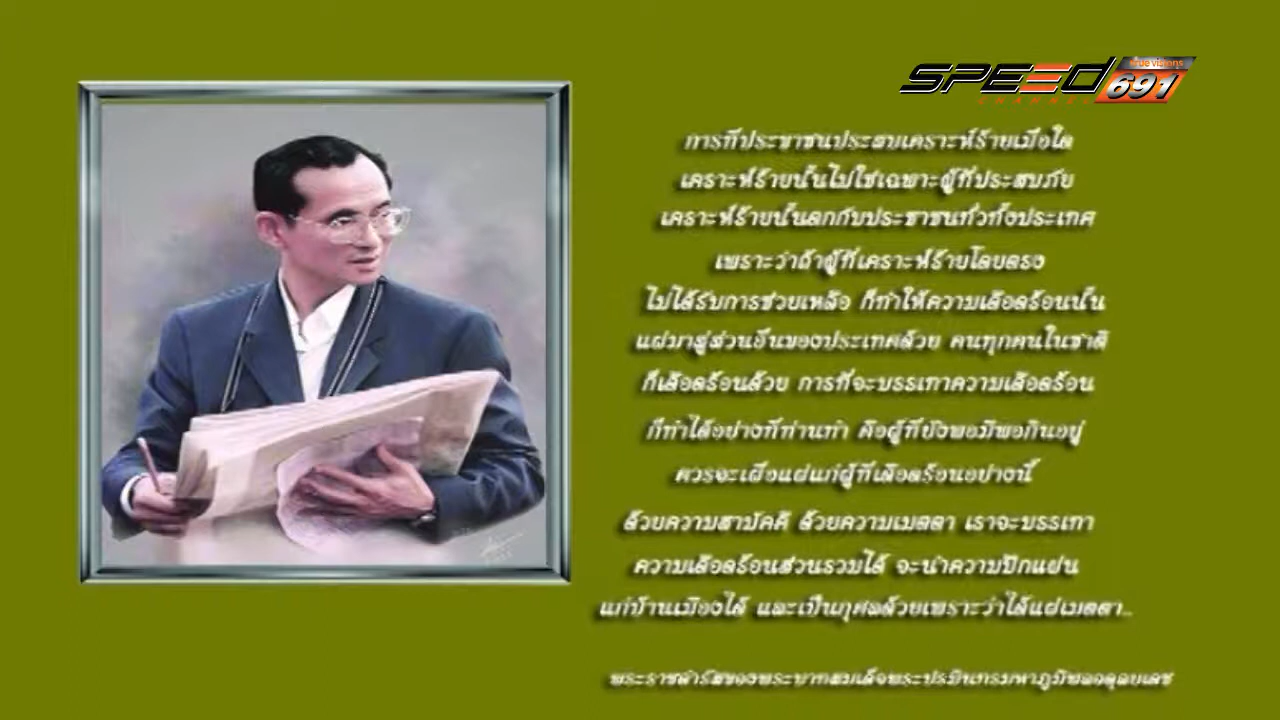 SPEED
true visions
691
CHANNEL
การที่ประชาชนประสบเคราะห์ร้ายเมื่อใด
เคราะห์ร้ายนั้นไม่ใช่เฉพาะผู้ที่ประสบภัย
เคราะห์ร้ายนั้นตกกับประชาชนทั่วทั้งประเทศ
เพราะว่าถ้าผู้ที่เคราะห์ร้ายโดยตรง
ไม่ได้รับการช่วยเหลือ ก็ทำให้ความเดือดร้อนนั้น
แผ่มาสู่ส่วนอื่นของประเทศด้วย คนทุกคนในชาติ
ก็เดือดร้อนด้วย การที่จะบรรเทาความเดือดร้อน
ก็ทำได้อย่างที่ท่านทำ คือผู้ที่ยังพอมีพอกินอยู่
ควรจะเผื่อแผ่แก่ผู้ที่เดือดร้อนอย่างนี้
ด้วยความสามัคคี ด้วยความเมตตา เราจะบรรเทา
ความเดือดร้อนส่วนรวมได้ จะนำความปึกแผ่น
แก่บ้านเมืองได้ และเป็นกุศลด้วยเพราะว่าได้แผ่เมตตา...
พระราชดำรัสของพระบาทสมเด็จพระปรมินทรมหาภูมิพลอดุลยเดช